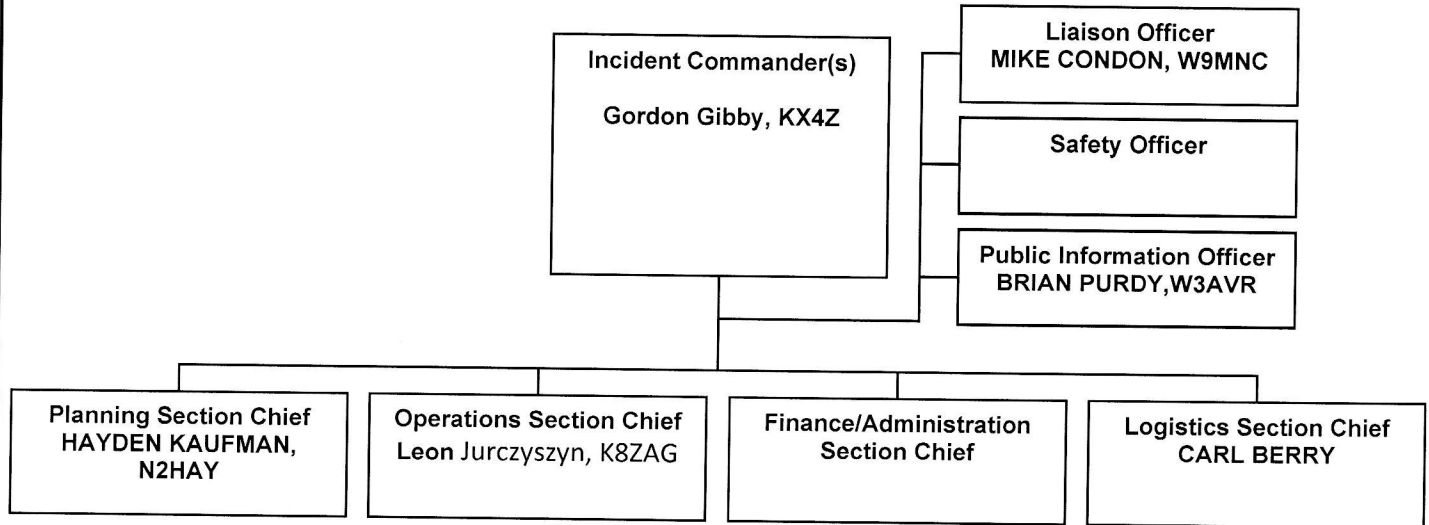 Incident Commander(s)
Gordon Gibby, KX4Z
Liaison Officer
MIKE CONDON, W9MNC
Safety Officer
Public Information Officer
BRIAN PURDY,W3AVR
Planning Section Chief
HAYDEN KAUFMAN,
N2HAY
Operations Section Chief
Leon Jurczyszyn, K8ZAG
Finance/Administration
Section Chief
Logistics Section Chief
CARL BERRY